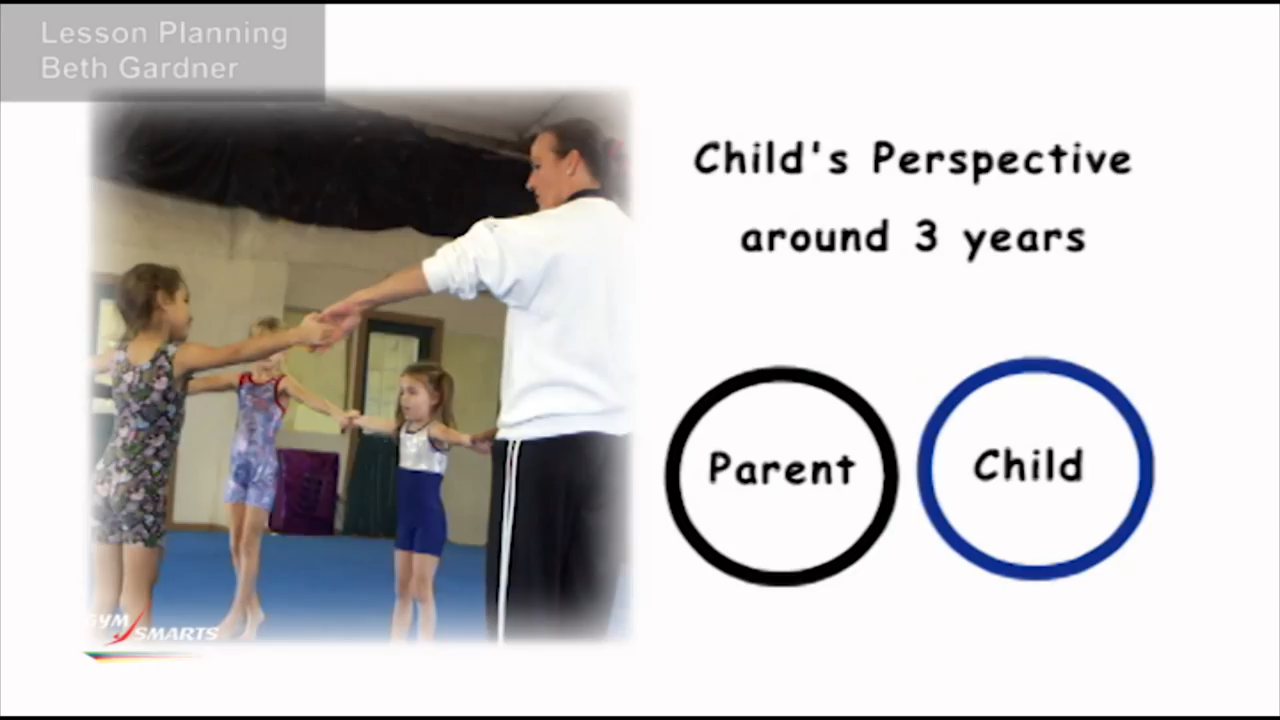 Lesson Planning
Beth Gardner
Child's Perspective
around 3 years
Parent
Child
GYM
SMARTS